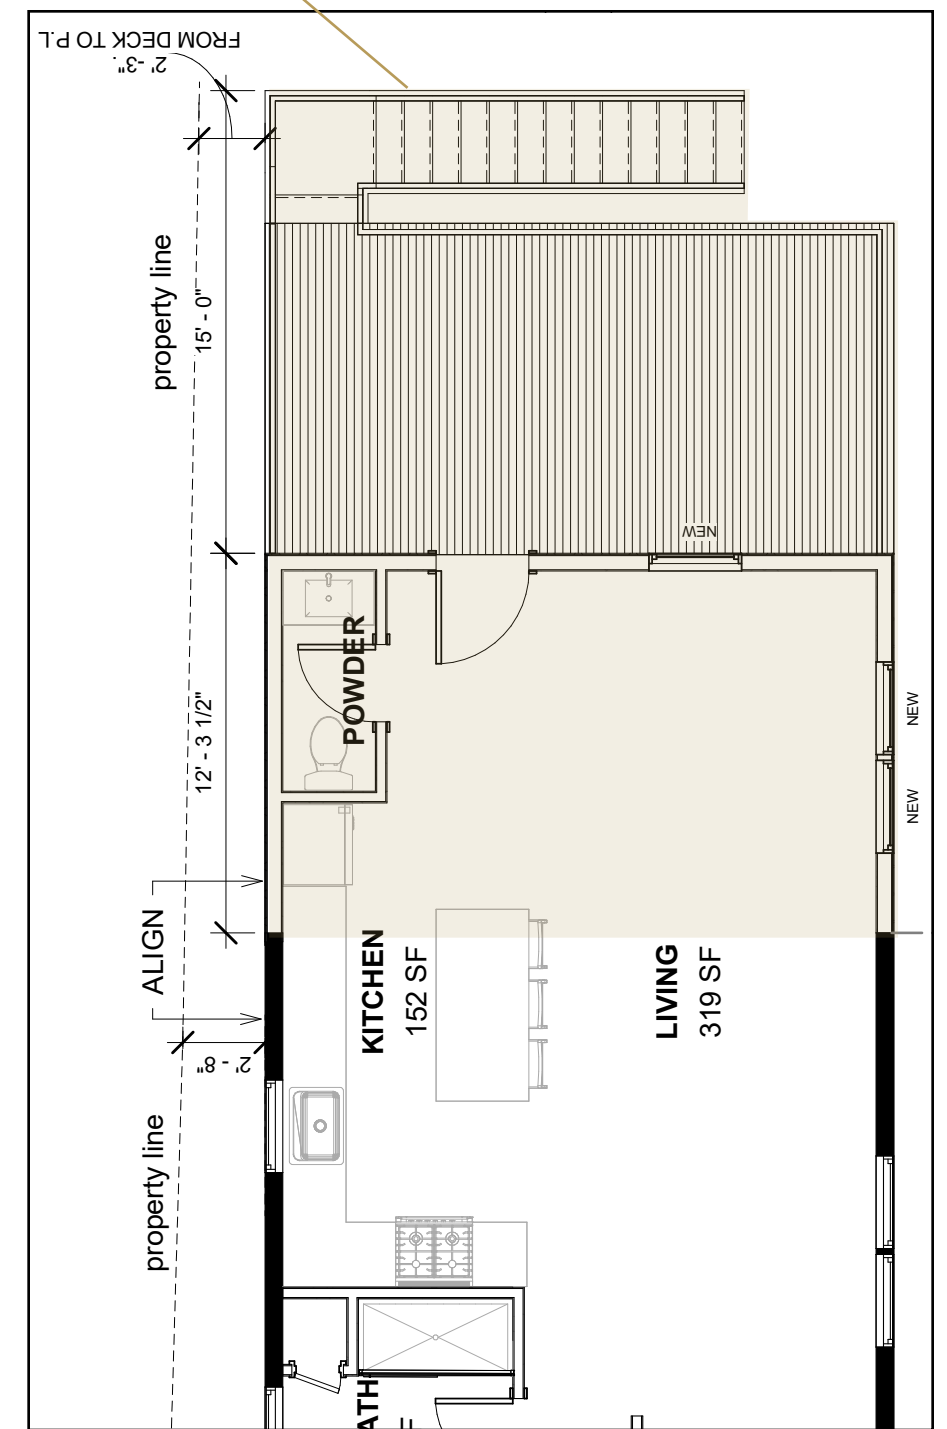 FROM DECK TO P.L
2' -3".
property line
15' - 0"
NEW
POWDER
12' - 3 1/2"
NEW
NEW
ALIGN
KITCHEN
152 SF
LIVING
319 SF
2' - 8"
property line
ATH